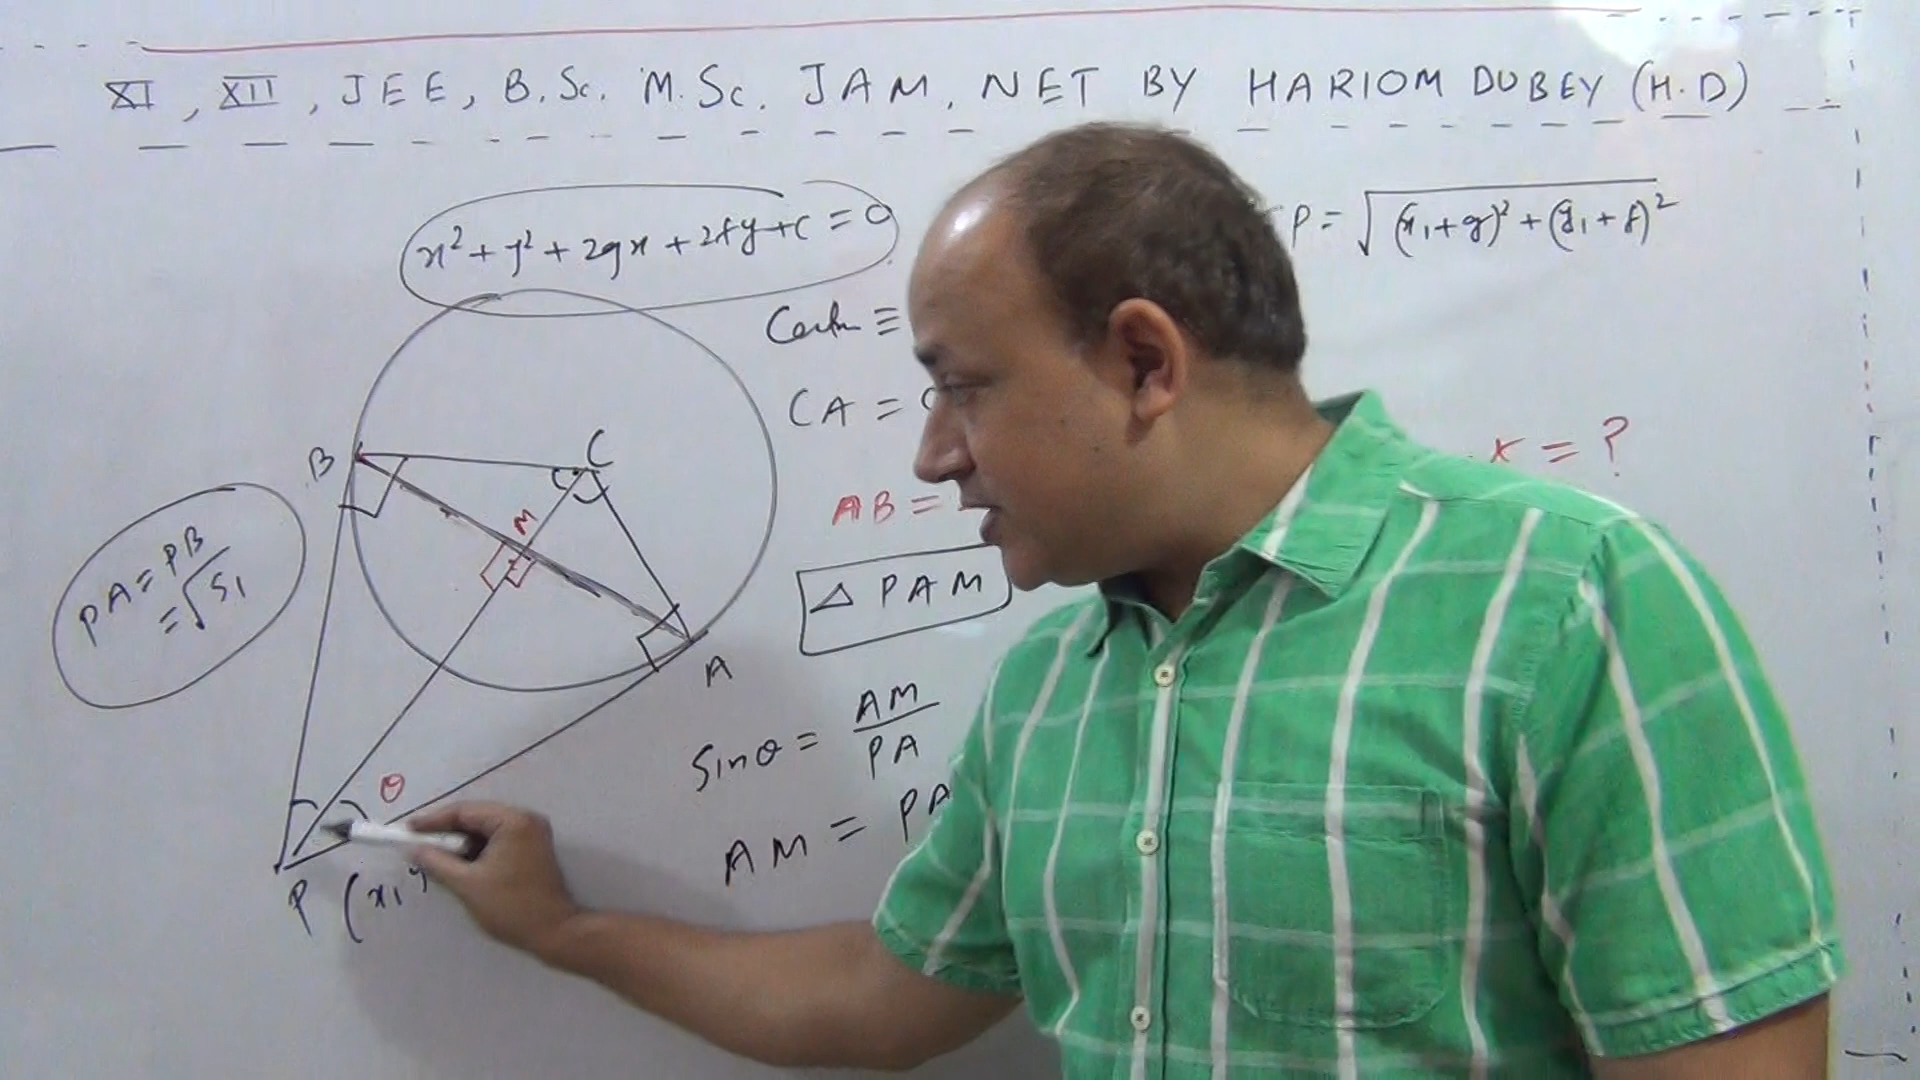 XI, XII, JEE, B.Sc. M.Sc. JAM, NET BY HARIOM DUBEY (H.D)
x² + y² + 2gx + 2fy + c = 0
P = √(x₁+g)² + (y₁+f)²
≡
CA =
= ?
AB =
B
C
M
A
PA = PB
= √S₁
△ PAM
Sinθ = AM/PA
AM = PA
θ
P (x₁